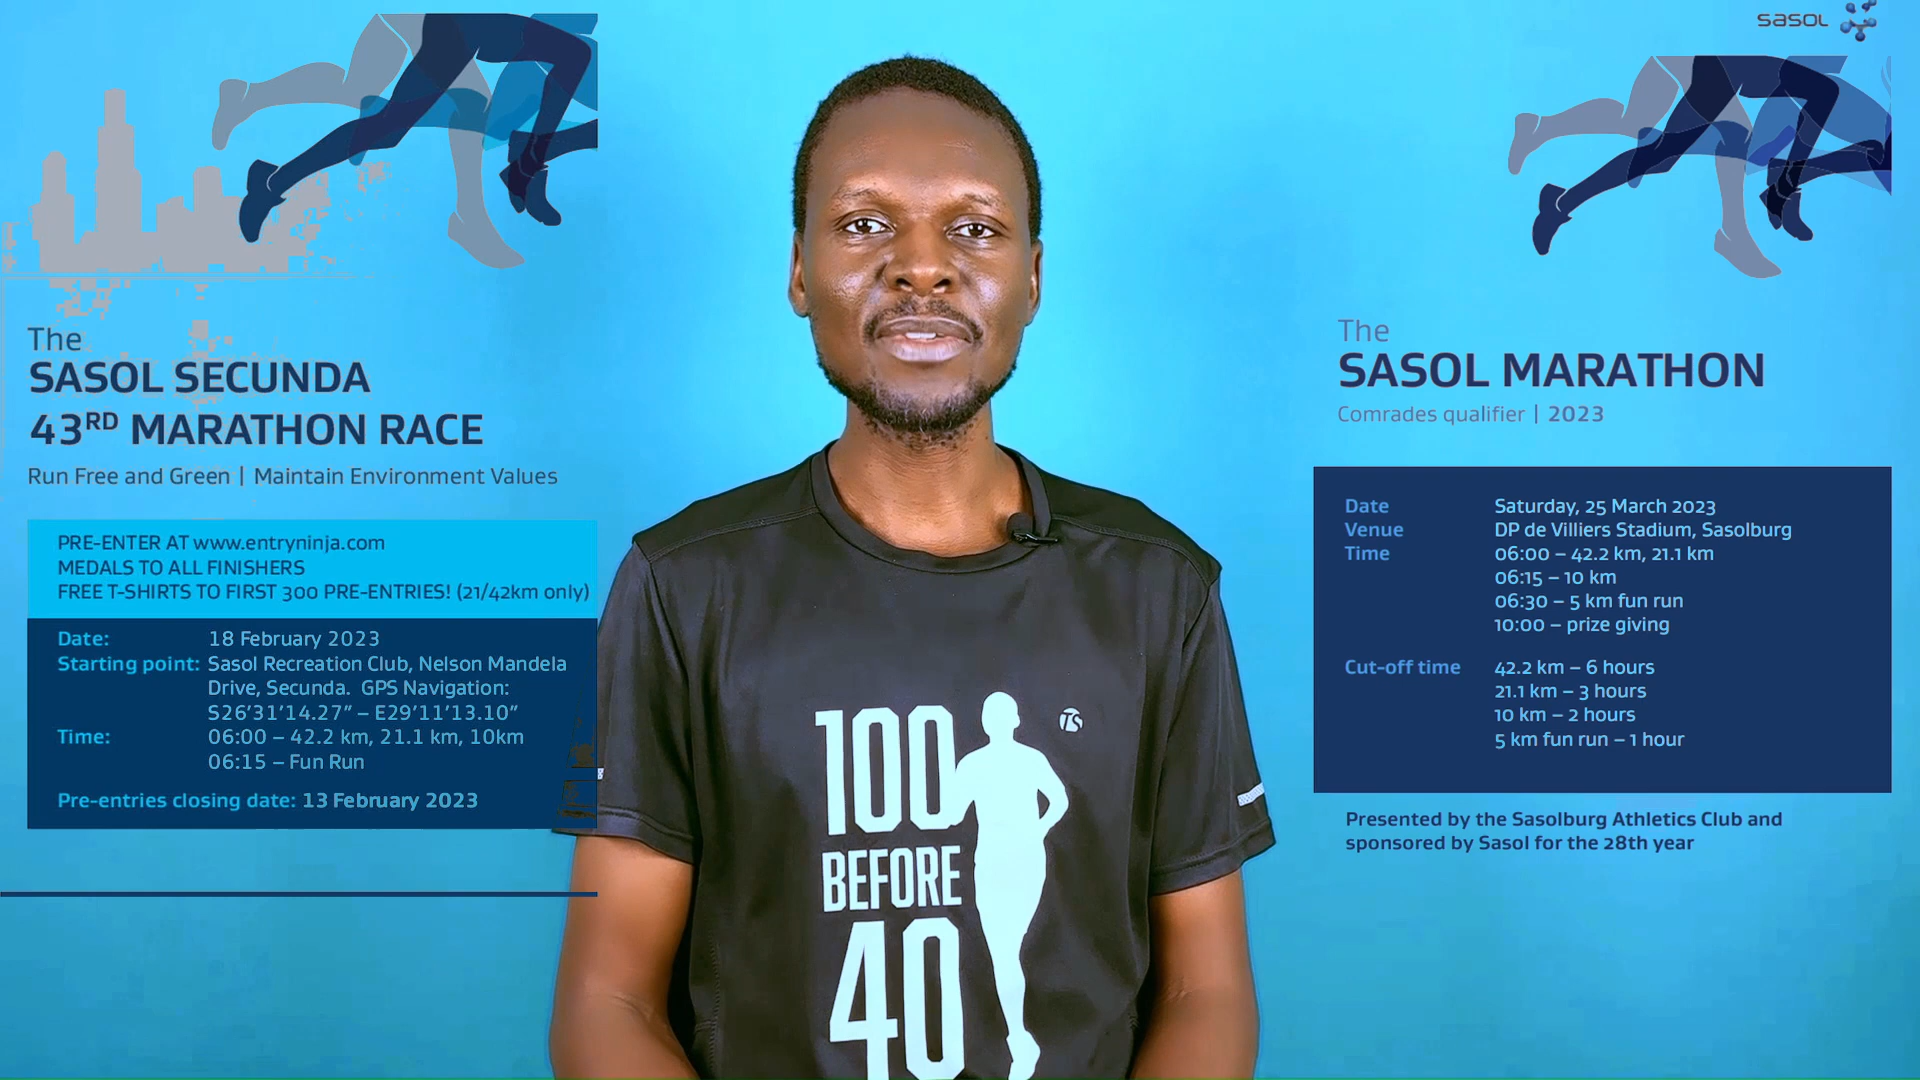 The
SASOL SECUNDA
43RD MARATHON RACE
Run Free and Green | Maintain Environment Values
PRE-ENTER AT www.entryninja.com
MEDALS TO ALL FINISHERS
FREE T-SHIRTS TO FIRST 300 PRE-ENTRIES! (21/42km only)
Date: 18 February 2023
Starting point: Sasol Recreation Club, Nelson Mandela
Drive, Secunda. GPS Navigation:
S26’31’14.27” – E29’11’13.10”
Time: 06:00 – 42.2 km, 21.1 km, 10km
06:15 – Fun Run
Pre-entries closing date: 13 February 2023
100
BEFORE
40
TS
sasol
The
SASOL MARATHON
Comrades qualifier | 2023
Date Saturday, 25 March 2023
Venue DP de Villiers Stadium, Sasolburg
Time 06:00 – 42.2 km, 21.1 km
06:15 – 10 km
06:30 – 5 km fun run
10:00 – prize giving
Cut-off time 42.2 km – 6 hours
21.1 km – 3 hours
10 km – 2 hours
5 km fun run – 1 hour
Presented by the Sasolburg Athletics Club and
sponsored by Sasol for the 28th year